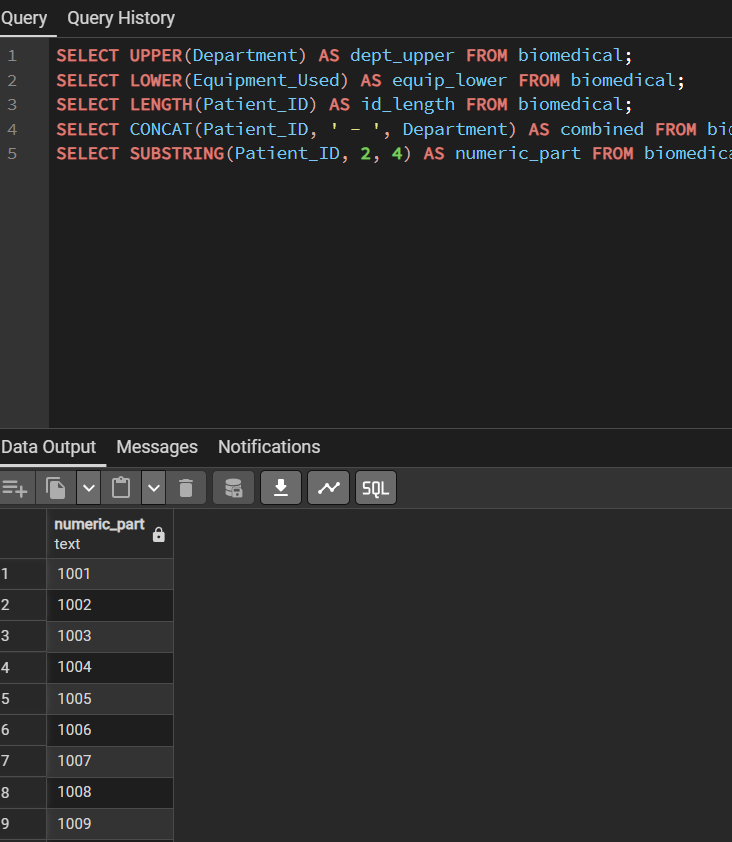 Query Query History
1 SELECT UPPER(Department) AS dept_upper FROM biomedical;
2 SELECT LOWER(Equipment_Used) AS equip_lower FROM biomedical;
3 SELECT LENGTH(Patient_ID) AS id_length FROM biomedical;
4 SELECT CONCAT(Patient_ID, ' - ', Department) AS combined FROM bio
5 SELECT SUBSTRING(Patient_ID, 2, 4) AS numeric_part FROM biomedica
Data Output Messages Notifications
SQL
numeric_part
text
1 1001
2 1002
3 1003
4 1004
5 1005
6 1006
7 1007
8 1008
9 1009